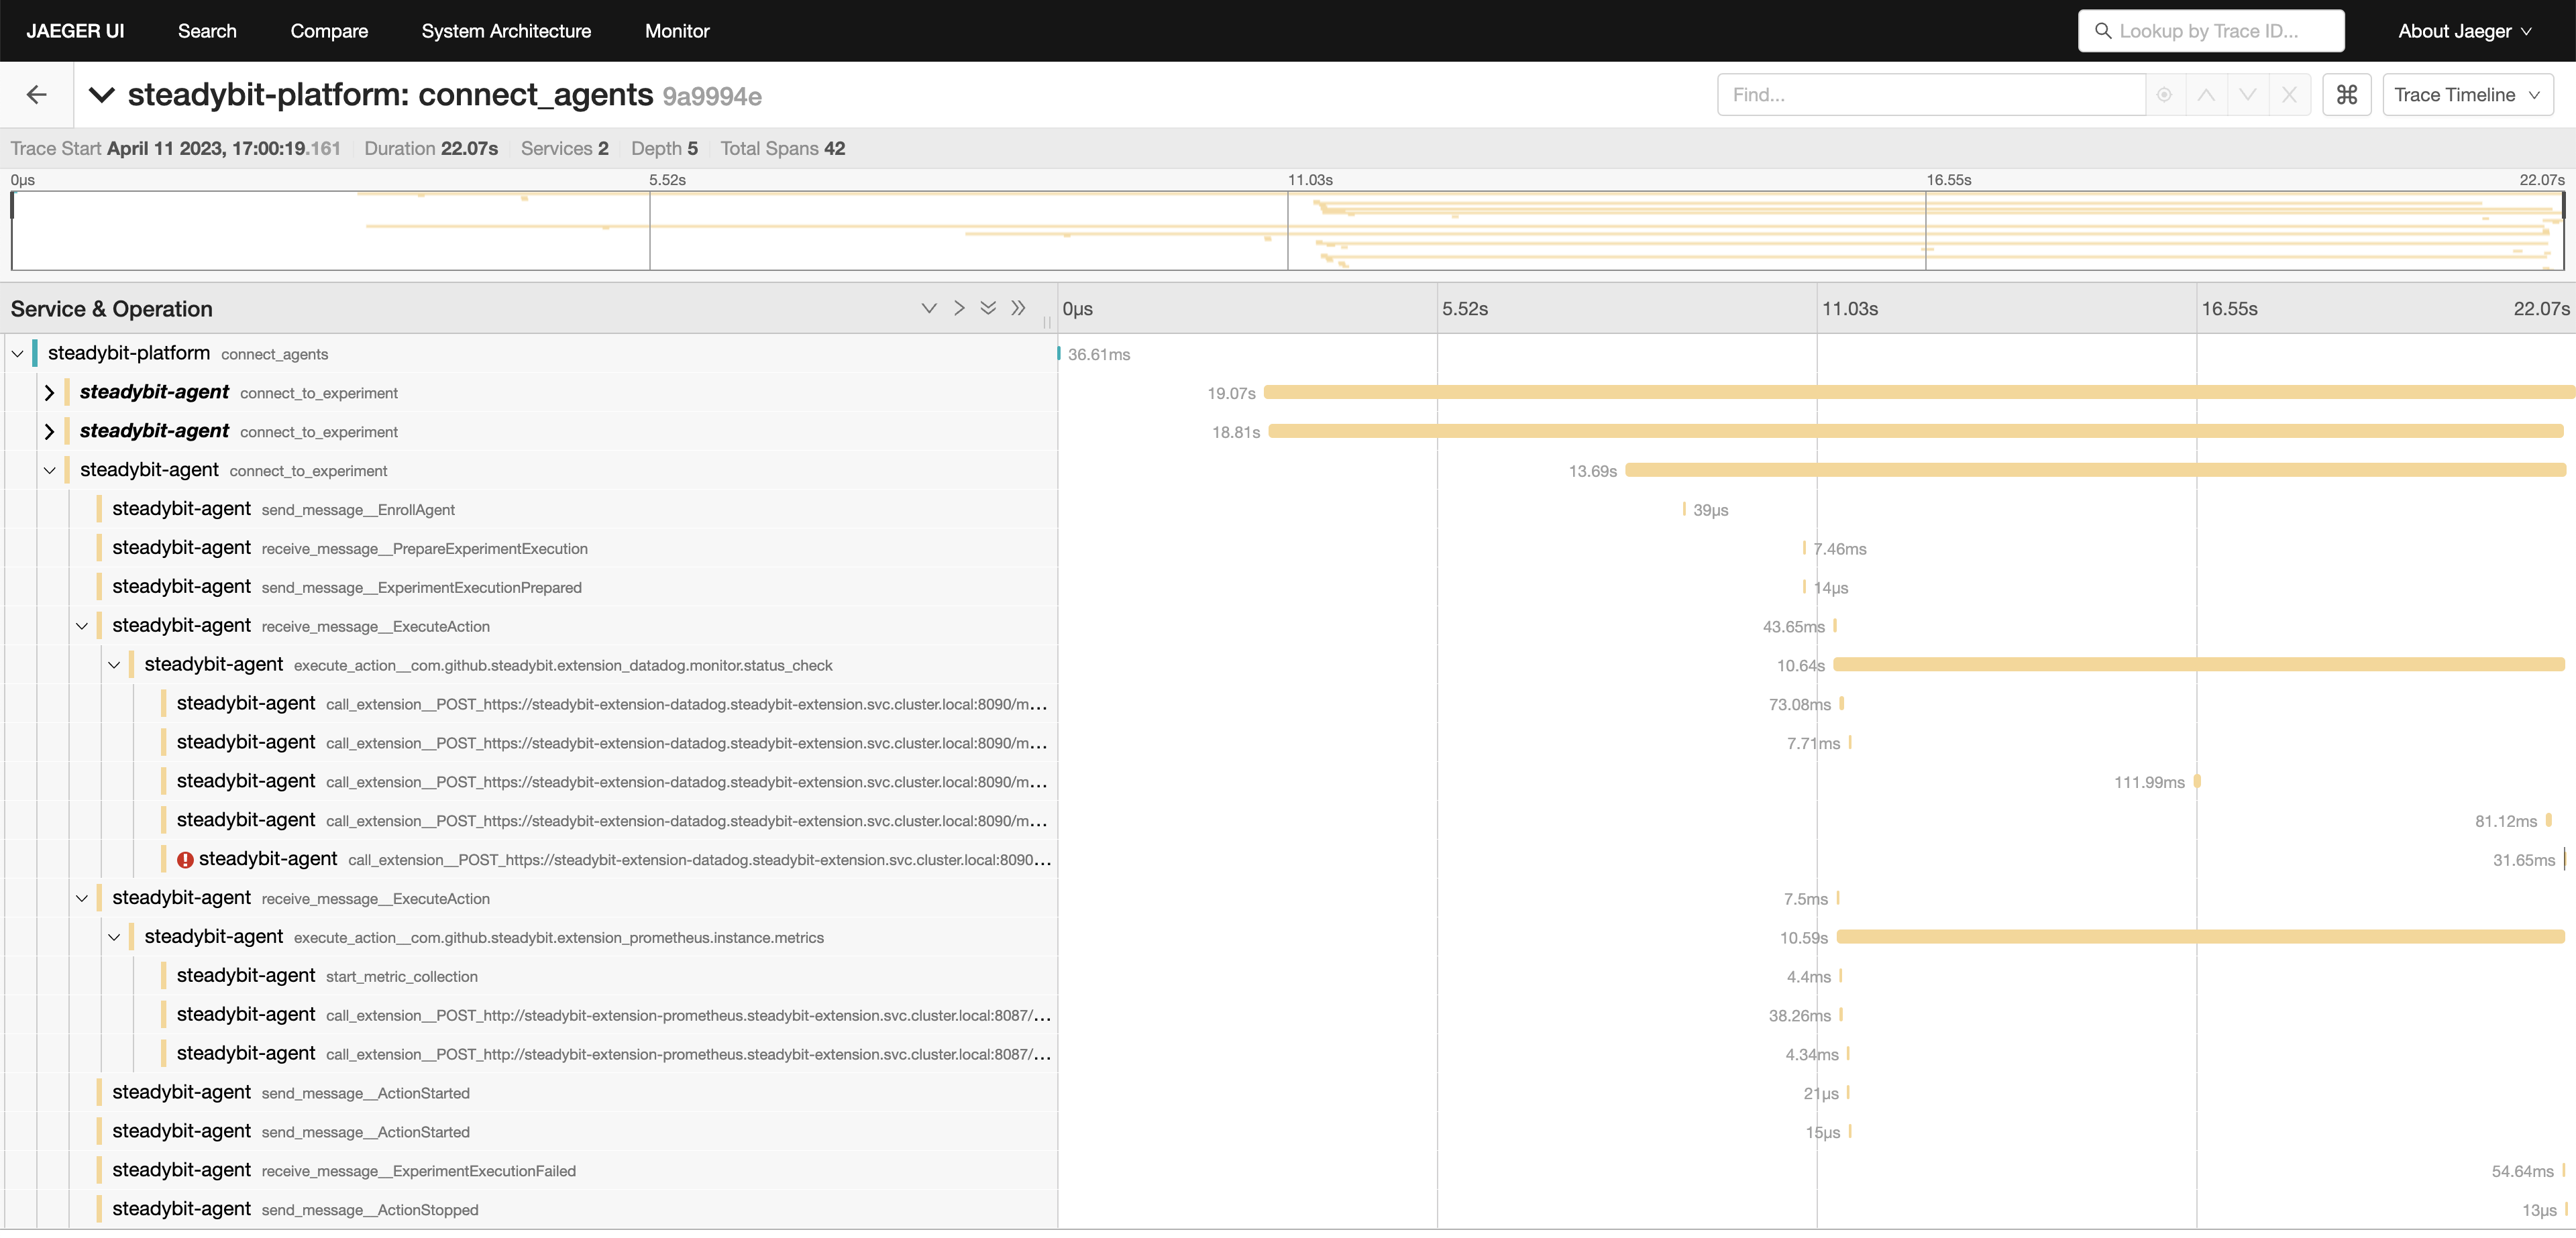 JAEGER UI Search Compare System Architecture Monitor Lookup by Trace ID... About Jaeger
steadybit-platform: connect_agents 9a9994e Find... Trace Timeline
Trace Start April 11 2023, 17:00:19.161 Duration 22.07s Services 2 Depth 5 Total Spans 42
0μs 5.52s 11.03s 16.55s 22.07s
Service & Operation 0μs 5.52s 11.03s 16.55s 22.07s
steadybit-platform connect_agents 36.61ms
steadybit-agent connect_to_experiment 19.07s
steadybit-agent connect_to_experiment 18.81s
steadybit-agent connect_to_experiment 13.69s
steadybit-agent send_message__EnrollAgent 39μs
steadybit-agent receive_message__PrepareExperimentExecution 7.46ms
steadybit-agent send_message__ExperimentExecutionPrepared 14μs
steadybit-agent receive_message__ExecuteAction 43.65ms
steadybit-agent execute_action__com.github.steadybit.extension_datadog.monitor.status_check 10.64s
steadybit-agent call_extension__POST_https://steadybit-extension-datadog.steadybit-extension.svc.cluster.local:8090/m... 73.08ms
steadybit-agent call_extension__POST_https://steadybit-extension-datadog.steadybit-extension.svc.cluster.local:8090/m... 7.71ms
steadybit-agent call_extension__POST_https://steadybit-extension-datadog.steadybit-extension.svc.cluster.local:8090/m... 111.99ms
steadybit-agent call_extension__POST_https://steadybit-extension-datadog.steadybit-extension.svc.cluster.local:8090/m... 81.12ms
steadybit-agent call_extension__POST_https://steadybit-extension-datadog.steadybit-extension.svc.cluster.local:8090... 31.65ms
steadybit-agent receive_message__ExecuteAction 7.5ms
steadybit-agent execute_action__com.github.steadybit.extension_prometheus.instance.metrics 10.59s
steadybit-agent start_metric_collection 4.4ms
steadybit-agent call_extension__POST_http://steadybit-extension-prometheus.steadybit-extension.svc.cluster.local:8087/... 38.26ms
steadybit-agent call_extension__POST_http://steadybit-extension-prometheus.steadybit-extension.svc.cluster.local:8087/... 4.34ms
steadybit-agent send_message__ActionStarted 21μs
steadybit-agent send_message__ActionStarted 15μs
steadybit-agent receive_message__ExperimentExecutionFailed 54.64ms
steadybit-agent send_message__ActionStopped 13μs